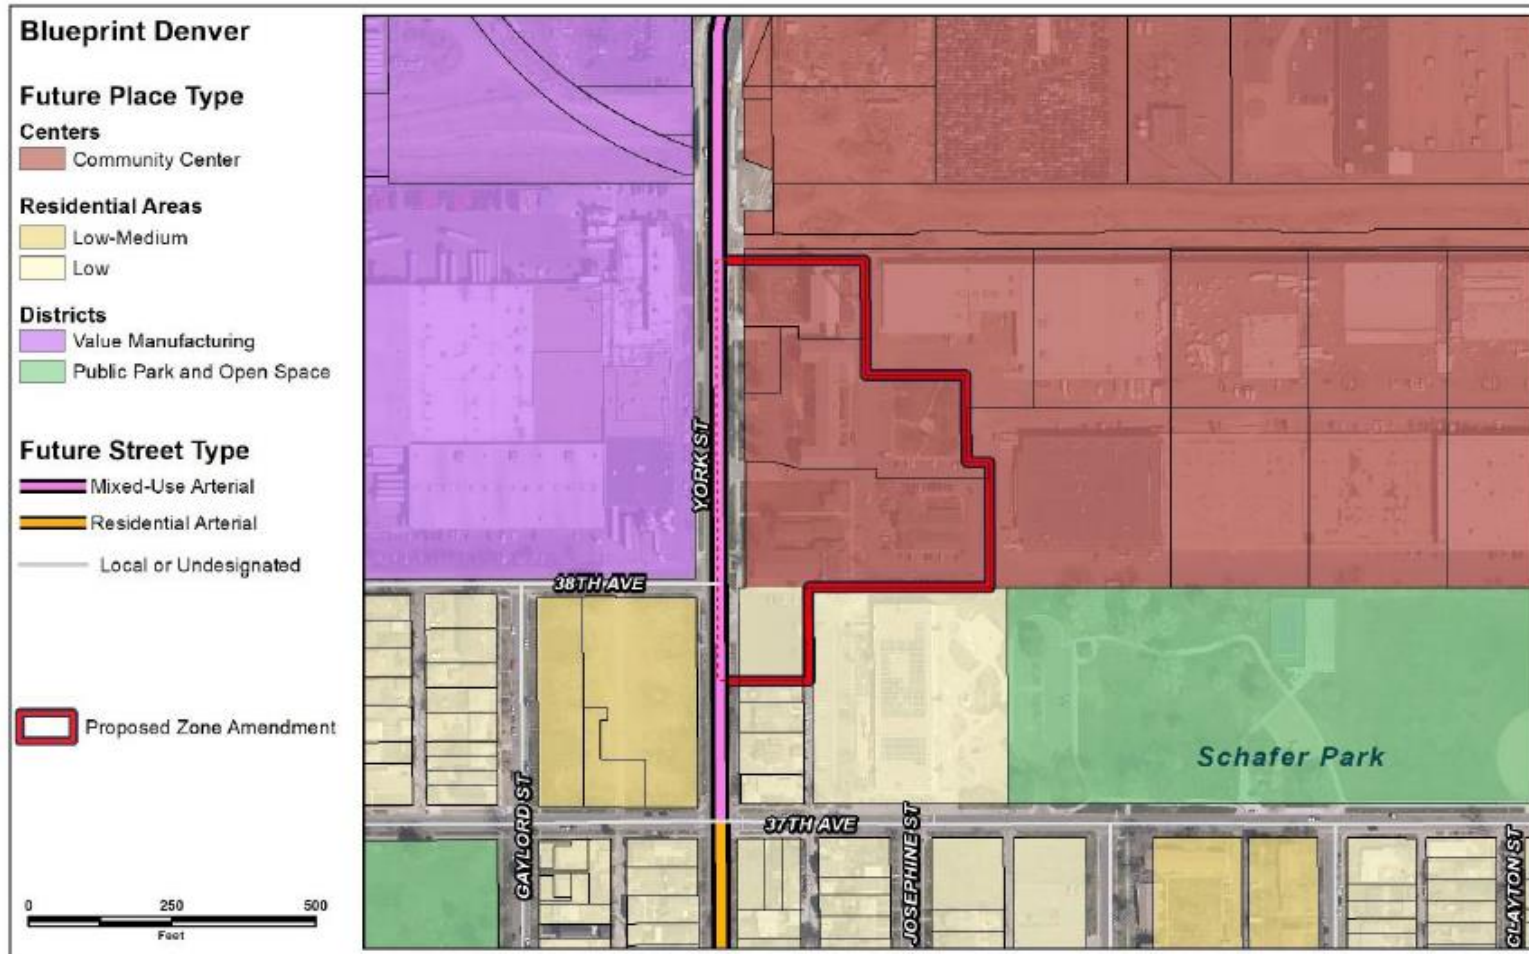 Blueprint Denver
Future Place Type
Centers
Community Center
Residential Areas
Low-Medium
Low
Districts
Value Manufacturing
Public Park and Open Space
Future Street Type
Mixed-Use Arterial
Residential Arterial
Local or Undesignated
Proposed Zone Amendment
0 250 500
Feet
YORK ST
38TH AVE
Schafer Park
GAYLORD ST
37TH AVE
JOSEPHINE ST
CLAYTON ST